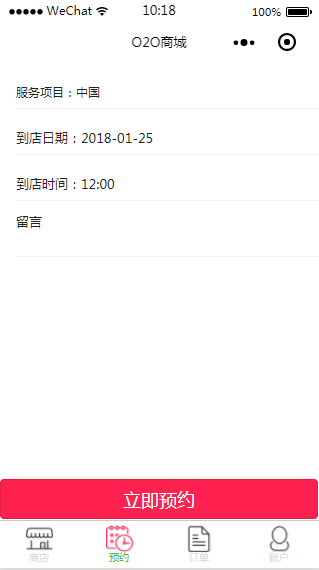 WeChat 10:18 100%
O2O商城
服务项目：中国
到店日期：2018-01-25
到店时间：12:00
留言
立即预约
商店 预约 订单 账户